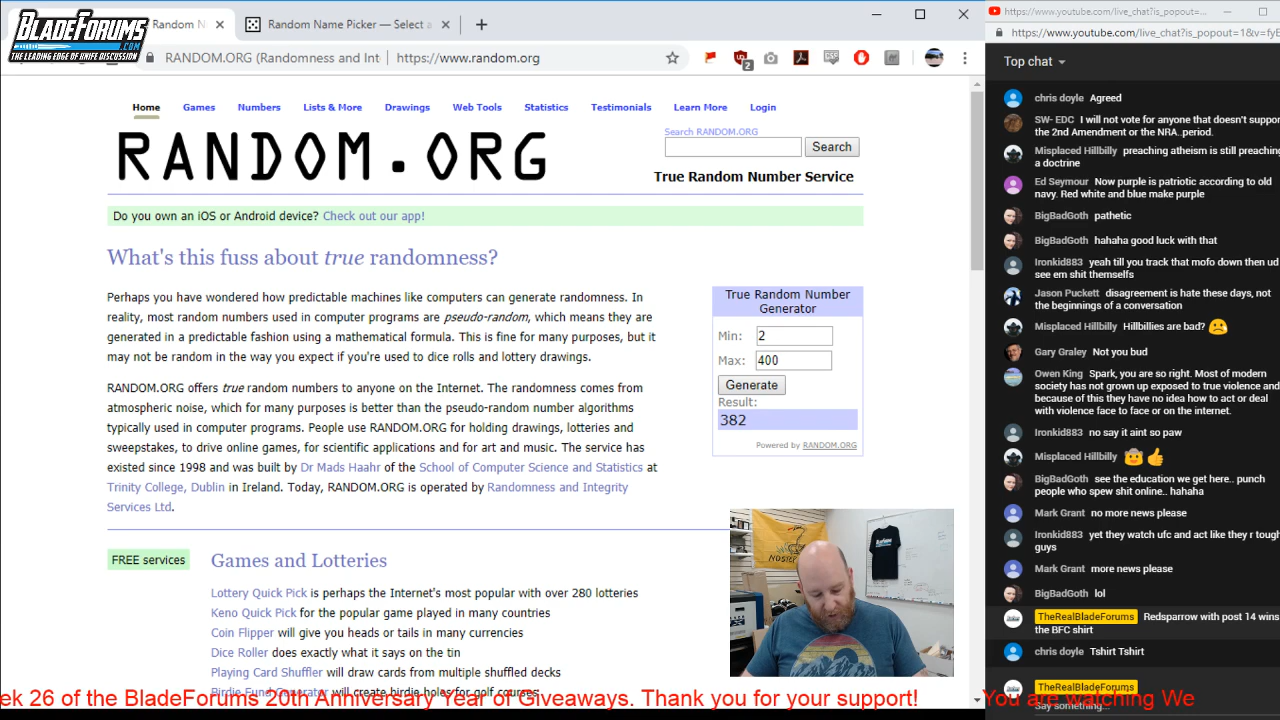 BLADEFORUMS
.COM
THE LEADING EDGE OF KNIFE DISCUSSION
Random Name Picker — Select a
RANDOM.ORG (Randomness and Int
https://www.random.org
2
Home Games Numbers Lists & More Drawings Web Tools Statistics Testimonials Learn More Login
RANDOM.ORG
Search RANDOM.ORG
Search
True Random Number Service
Do you own an iOS or Android device? Check out our app!
What's this fuss about true randomness?
Perhaps you have wondered how predictable machines like computers can generate randomness. In
reality, most random numbers used in computer programs are pseudo-random, which means they are
generated in a predictable fashion using a mathematical formula. This is fine for many purposes, but it
may not be random in the way you expect if you're used to dice rolls and lottery drawings.
RANDOM.ORG offers true random numbers to anyone on the Internet. The randomness comes from
atmospheric noise, which for many purposes is better than the pseudo-random number algorithms
typically used in computer programs. People use RANDOM.ORG for holding drawings, lotteries and
sweepstakes, to drive online games, for scientific applications and for art and music. The service has
existed since 1998 and was built by Dr Mads Haahr of the School of Computer Science and Statistics at
Trinity College, Dublin in Ireland. Today, RANDOM.ORG is operated by Randomness and Integrity
Services Ltd.
True Random Number
Generator
Min: 2
Max: 400
Generate
Result:
382
Powered by RANDOM.ORG
FREE services
Games and Lotteries
Lottery Quick Pick is perhaps the Internet's most popular with over 280 lotteries
Keno Quick Pick for the popular game played in many countries
Coin Flipper will give you heads or tails in many currencies
Dice Roller does exactly what it says on the tin
Playing Card Shuffler will draw cards from multiple shuffled decks
Birdie Fund Generator will create birdie holes for golf courses
https://www.youtube.com/live_chat?is_popout=
https://www.youtube.com/live_chat?is_popout=1&v=fyE
Top chat
chris doyle Agreed
SW- EDC I will not vote for anyone that doesn't support
the 2nd Amendment or the NRA..period.
Misplaced Hillbilly preaching atheism is still preaching
a doctrine
Ed Seymour Now purple is patriotic according to old
navy. Red white and blue make purple
BigBadGoth pathetic
BigBadGoth hahaha good luck with that
Ironkid883 yeah till you track that mofo down then ud
see em shit themselfs
Jason Puckett disagreement is hate these days, not
the beginnings of a conversation
Misplaced Hillbilly Hillbillies are bad?
Gary Graley Not you bud
Owen King Spark, you are so right. Most of modern
society has not grown up exposed to true violence and
because of this they have no idea how to act or deal
with violence face to face or on the internet.
Ironkid883 no say it aint so paw
Misplaced Hillbilly
BigBadGoth see the education we get here.. punch
people who spew shit online.. hahaha
Mark Grant no more news please
Ironkid883 yet they watch ufc and act like they r tough
guys
Mark Grant more news please
BigBadGoth lol
TheRealBladeForums Redsparrow with post 14 wins
the BFC shirt
chris doyle Tshirt Tshirt
TheRealBladeForums
Say something...
eek 26 of the BladeForums 20th Anniversary Year of Giveaways. Thank you for your support! You are watching We